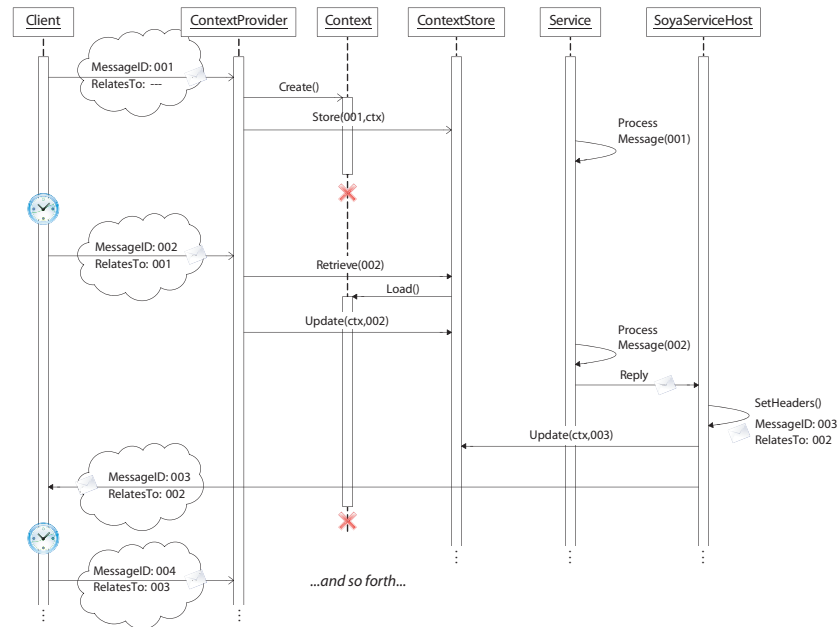 Client
ContextProvider
Context
ContextStore
Service
SoyaServiceHost
MessageID: 001
RelatesTo: ---
Create()
Store(001,ctx)
Process
Message(001)
MessageID: 002
RelatesTo: 001
Retrieve(002)
Load()
Update(ctx,002)
Process
Message(002)
Reply
SetHeaders()
MessageID: 003
RelatesTo: 002
Update(ctx,003)
MessageID: 003
RelatesTo: 002
MessageID: 004
RelatesTo: 003
...and so forth...